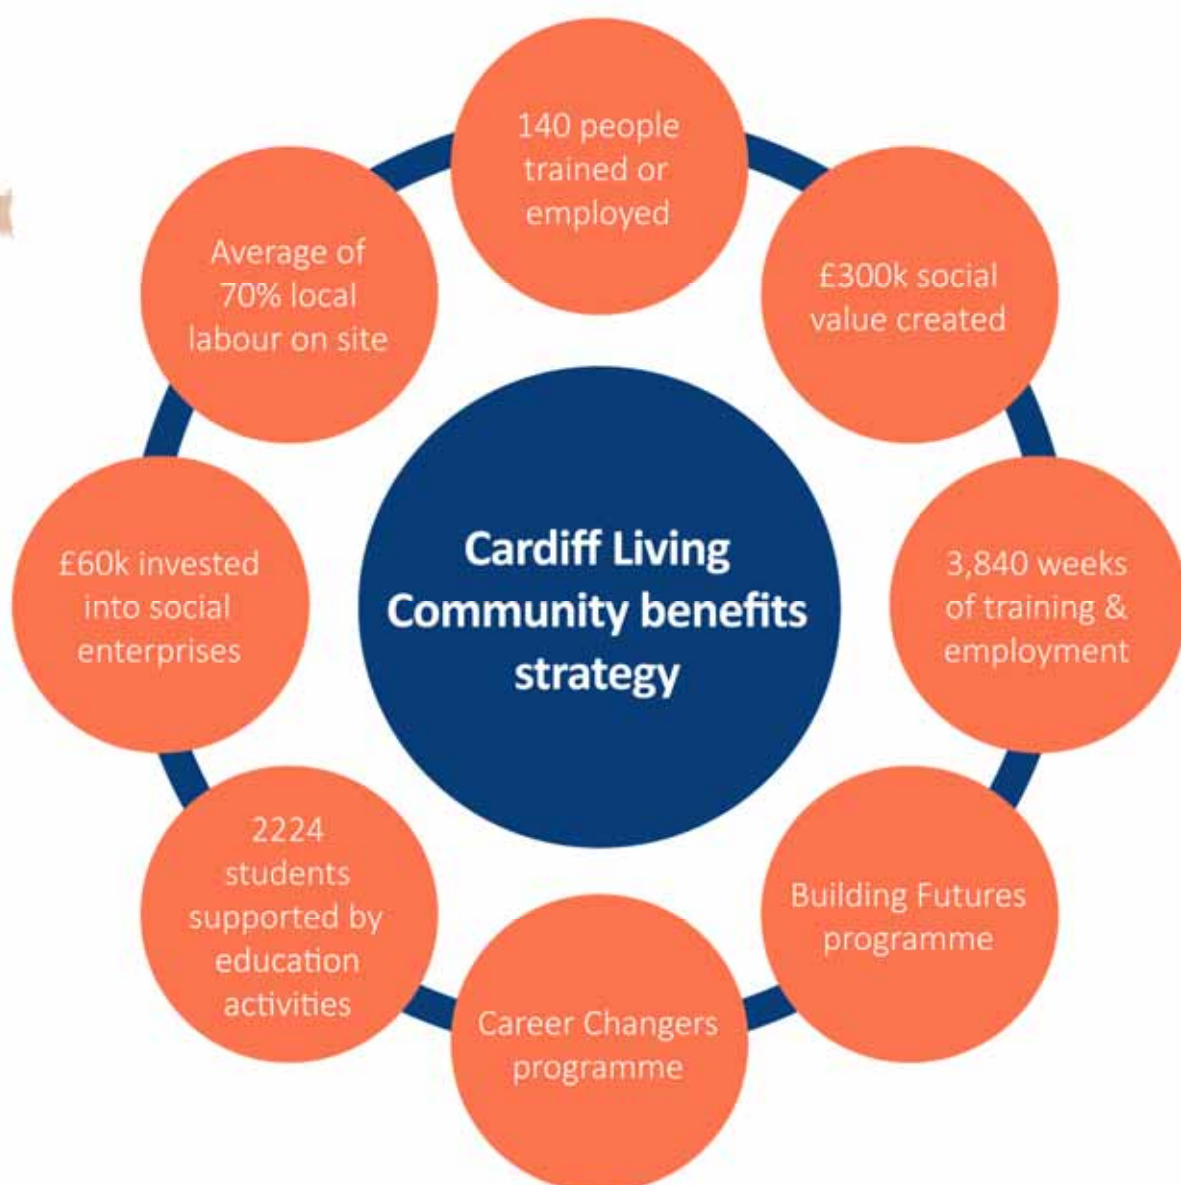 140 people
trained or
employed
£300k social
value created
3,840 weeks
of training &
employment
Building Futures
programme
Career Changers
programme
2224
students
supported by
education
activities
£60k invested
into social
enterprises
Average of
70% local
labour on site
Cardiff Living
Community benefits
strategy